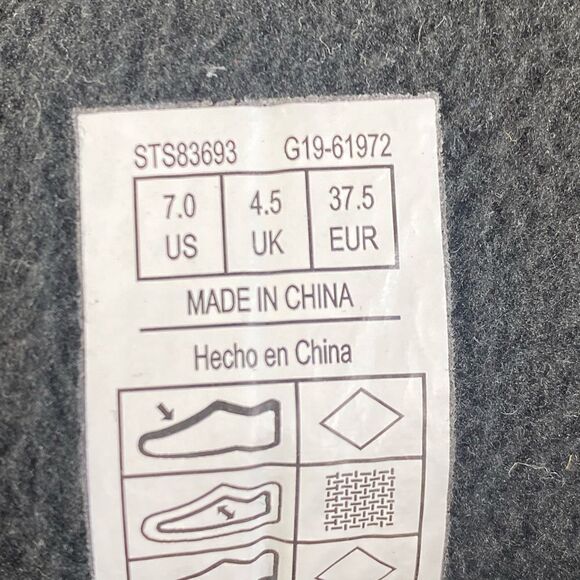 STS83693 G19-61972
7.0 4.5 37.5
US UK EUR
MADE IN CHINA
Hecho en China